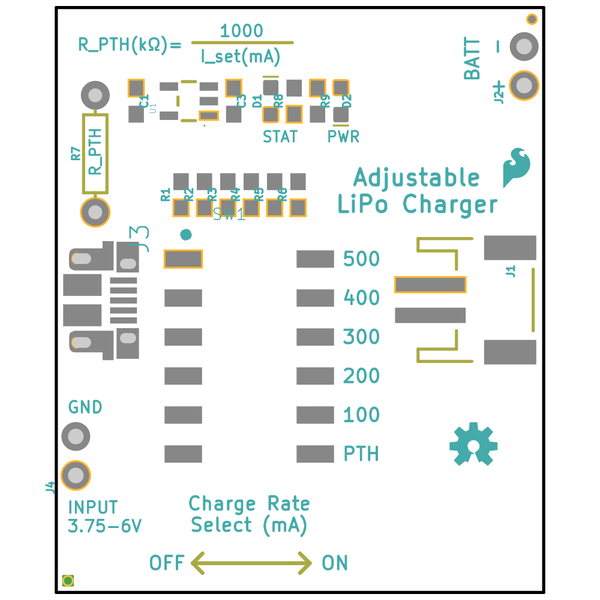 1000
R_PTH(kΩ)=
I_set(mA)
BATT
−
+
J2
C1
U1
C3
D1
R8
R9
D2
STAT
PWR
R7
R_PTH
R1
R2
R3
R4
R5
R6
SW1
Adjustable
LiPo Charger
J3
J1
500
400
300
200
100
PTH
GND
J4
INPUT
3.75-6V
Charge Rate
Select (mA)
OFF
ON